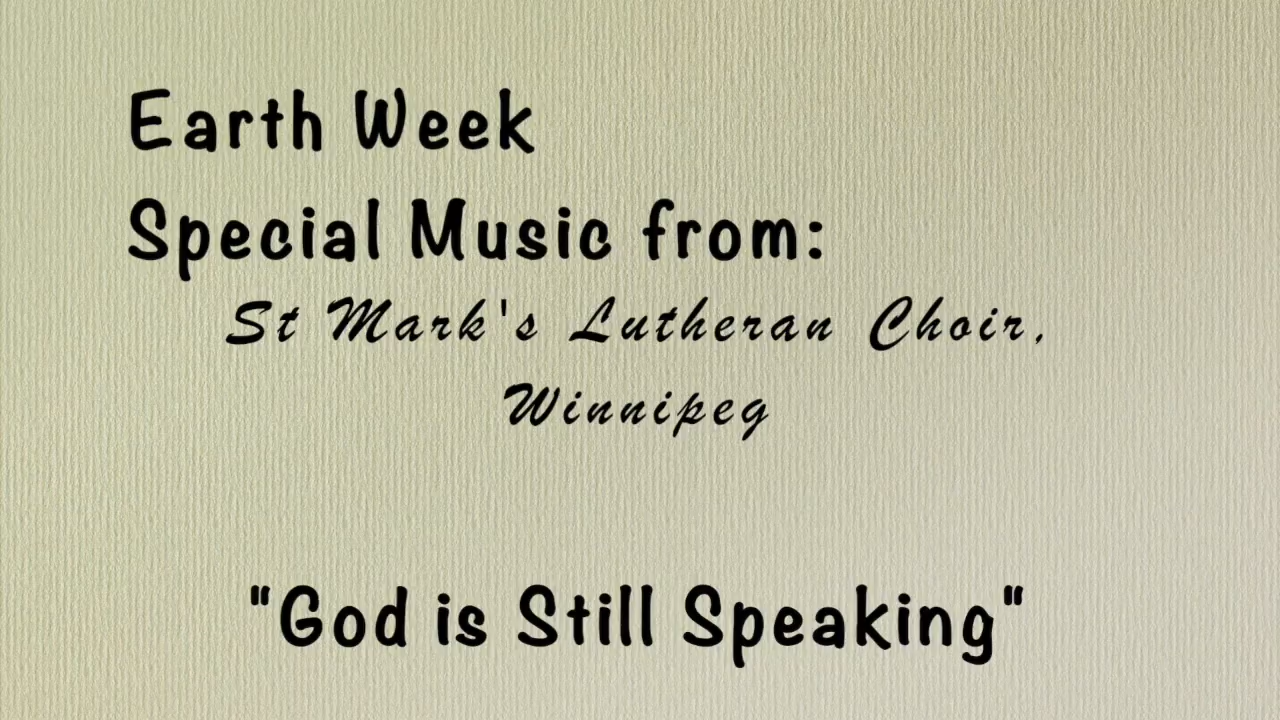 Earth Week
Special Music from:
St Mark's Lutheran Choir,
Winnipeg
"God is Still Speaking"